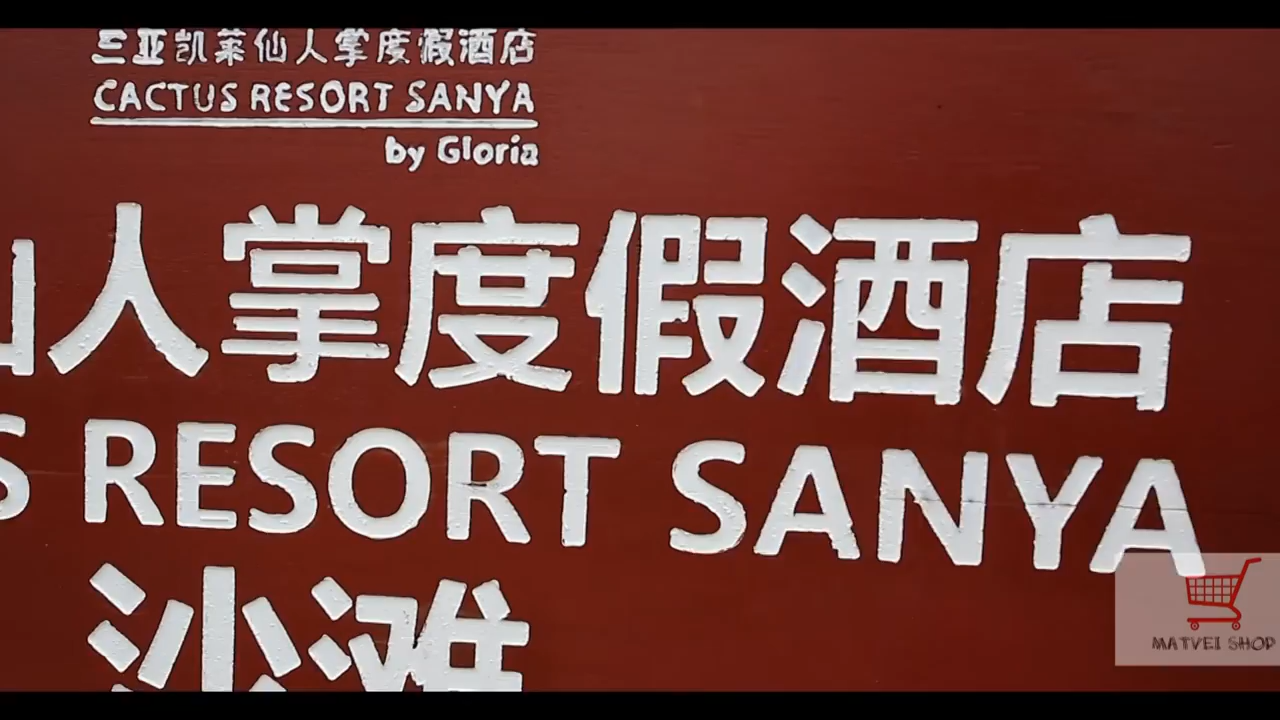 三亚凯莱仙人掌度假酒店
CACTUS RESORT SANYA
by Gloria
仙人掌度假酒店
S RESORT SANYA
沙滩
MATVEI SHOP